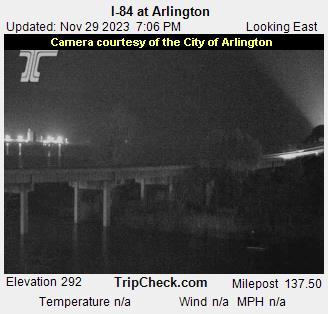 I-84 at Arlington
Updated: Nov 29 2023 7:06 PM Looking East
Camera courtesy of the City of Arlington
Elevation 292 TripCheck.com Milepost 137.50
Temperature n/a Wind n/a MPH n/a